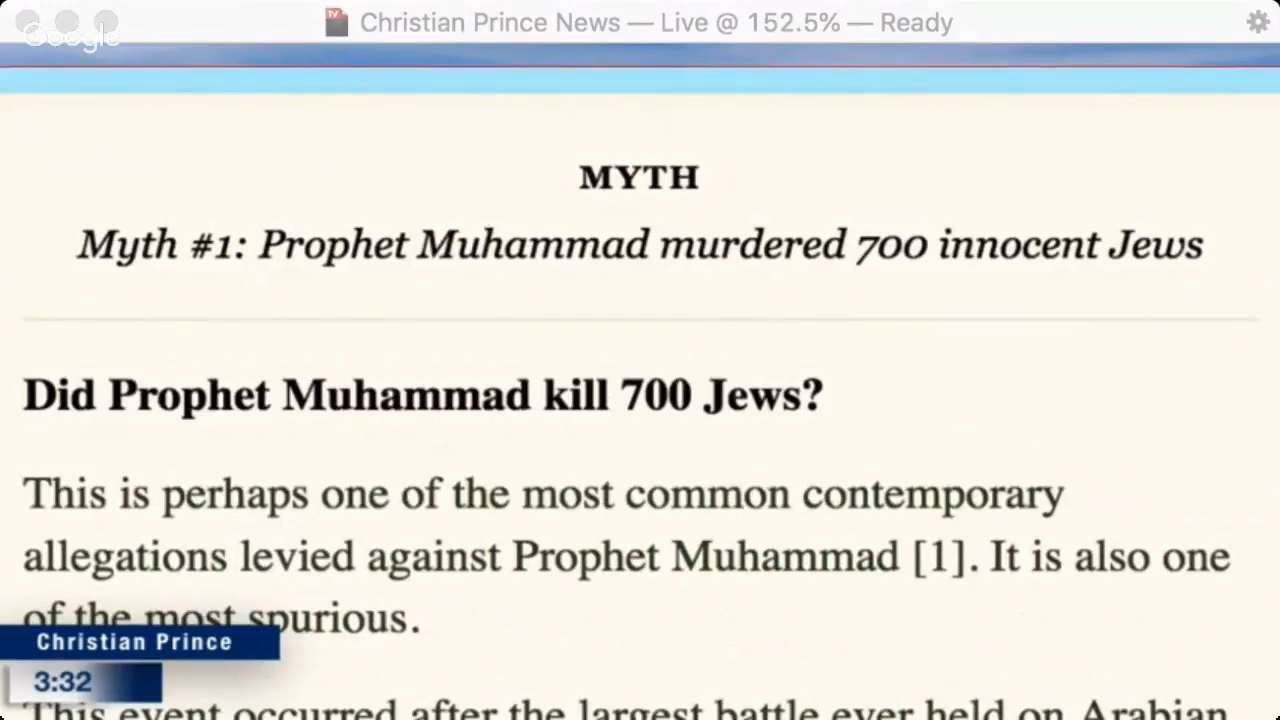 Christian Prince News — Live @ 152.5% — Ready
Google
MYTH
Myth #1: Prophet Muhammad murdered 700 innocent Jews
Did Prophet Muhammad kill 700 Jews?
This is perhaps one of the most common contemporary
allegations levied against Prophet Muhammad [1]. It is also one
of the most spurious.
Christian Prince
3:32
This event occurred after the largest battle ever held on Arabian